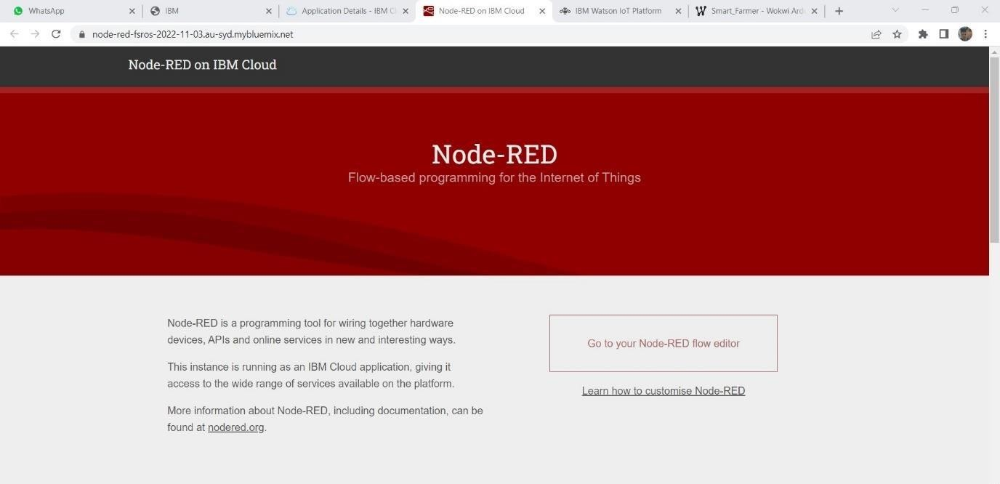 WhatsApp
IBM
Application Details - IBM Cl
Node-RED on IBM Cloud
IBM Watson IoT Platform
Smart_Farmer - Wokwi Ard
node-red-fsros-2022-11-03.au-syd.mybluemix.net
Node-RED on IBM Cloud
Node-RED
Flow-based programming for the Internet of Things
Node-RED is a programming tool for wiring together hardware
devices, APIs and online services in new and interesting ways.
This instance is running as an IBM Cloud application, giving it
access to the wide range of services available on the platform.
More information about Node-RED, including documentation, can be
found at nodered.org.
Go to your Node-RED flow editor
Learn how to customise Node-RED